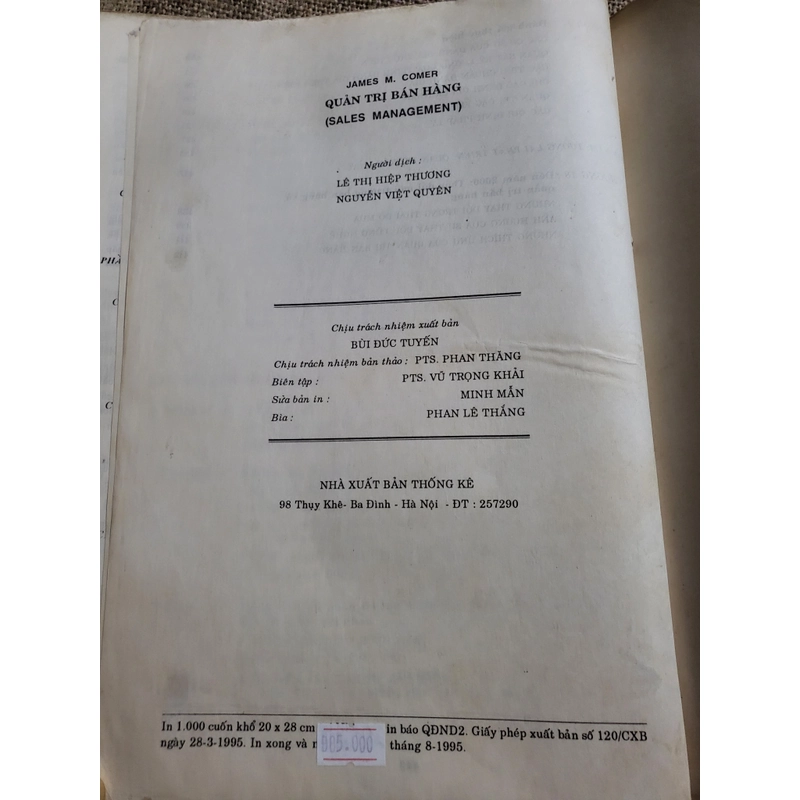 JAMES M. COMER
QUẢN TRỊ BÁN HÀNG
(SALES MANAGEMENT)
Người dịch :
LÊ THỊ HIỆP THƯƠNG
NGUYỄN VIỆT QUYÊN
Chịu trách nhiệm xuất bản
BÙI ĐỨC TUYẾN
Chịu trách nhiệm bản thảo : PTS. PHAN THĂNG
Biên tập : PTS. VŨ TRỌNG KHẢI
Sửa bản in : MINH MẪN
Bìa : PHAN LÊ THẮNG
NHÀ XUẤT BẢN THỐNG KÊ
98 Thụy Khê- Ba Đình - Hà Nội - ĐT : 257290
In 1.000 cuốn khổ 20 x 28 cm in báo QĐND2. Giấy phép xuất bản số 120/CXB
ngày 28-3-1995. In xong và tháng 8-1995.
PHẦ